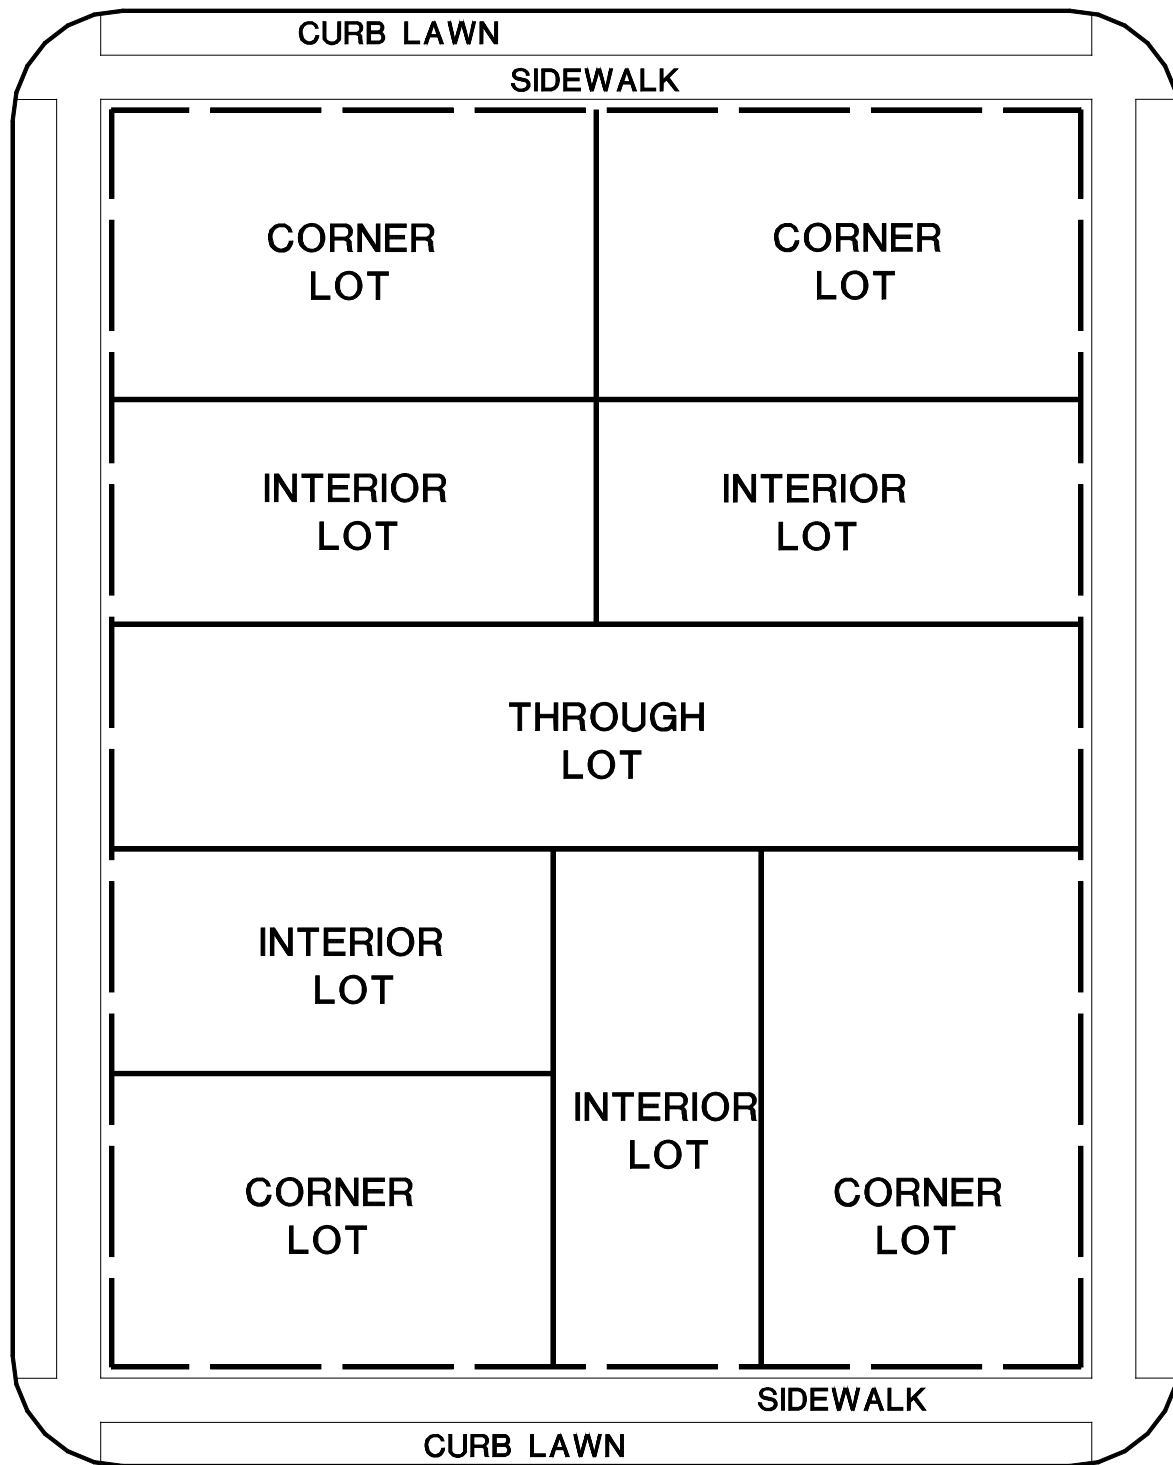 CURB LAWN
SIDEWALK
CORNER
LOT
CORNER
LOT
INTERIOR
LOT
INTERIOR
LOT
THROUGH
LOT
INTERIOR
LOT
INTERIOR
LOT
CORNER
LOT
CORNER
LOT
SIDEWALK
CURB LAWN